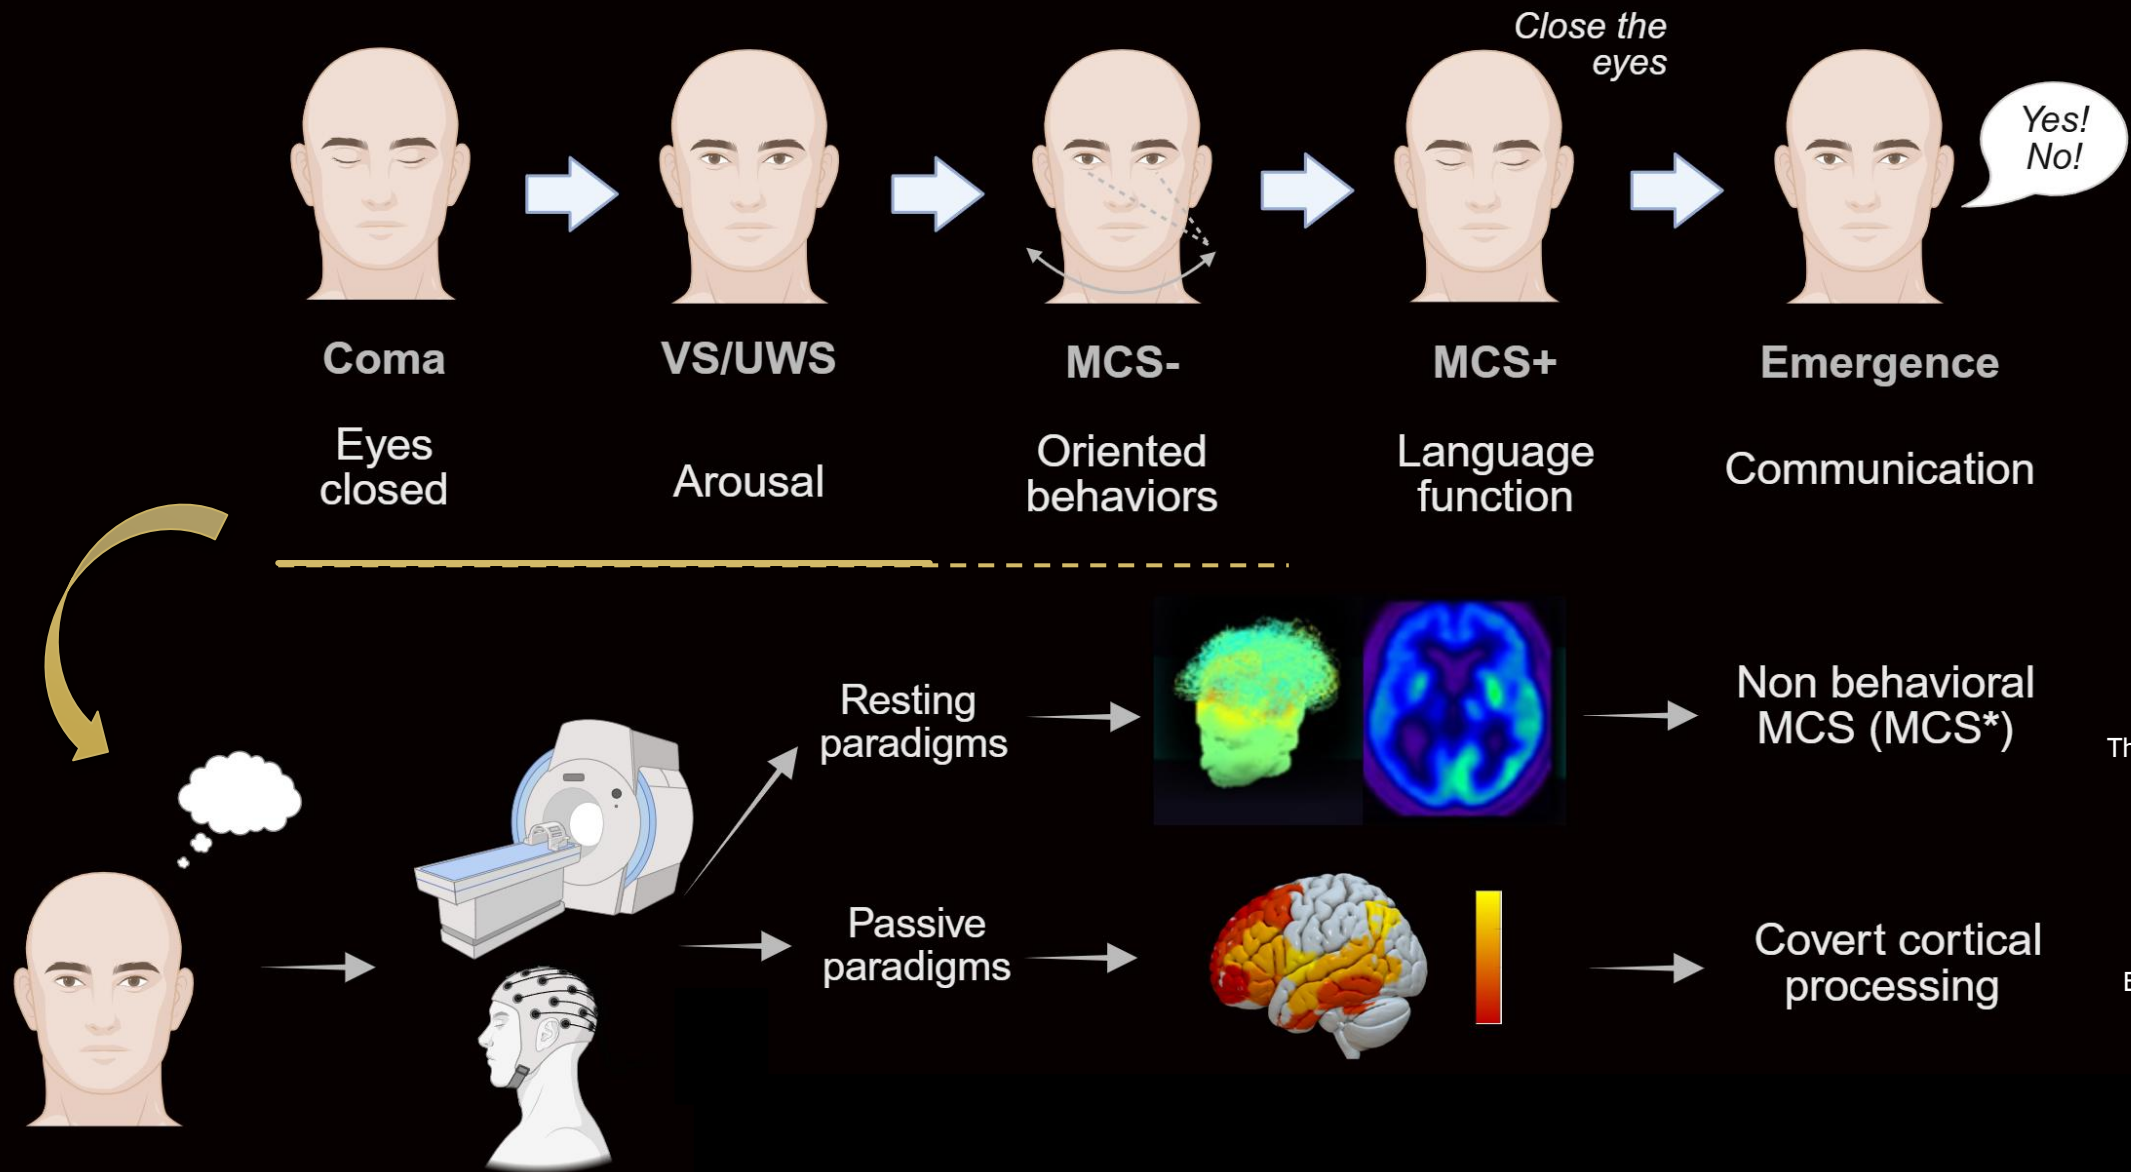 Close the
eyes
Yes!
No!
Coma
VS/UWS
MCS-
MCS+
Emergence
Eyes
closed
Arousal
Oriented
behaviors
Language
function
Communication
Resting
paradigms
Non behavioral
MCS (MCS*)
Th
Passive
paradigms
Covert cortical
processing
E